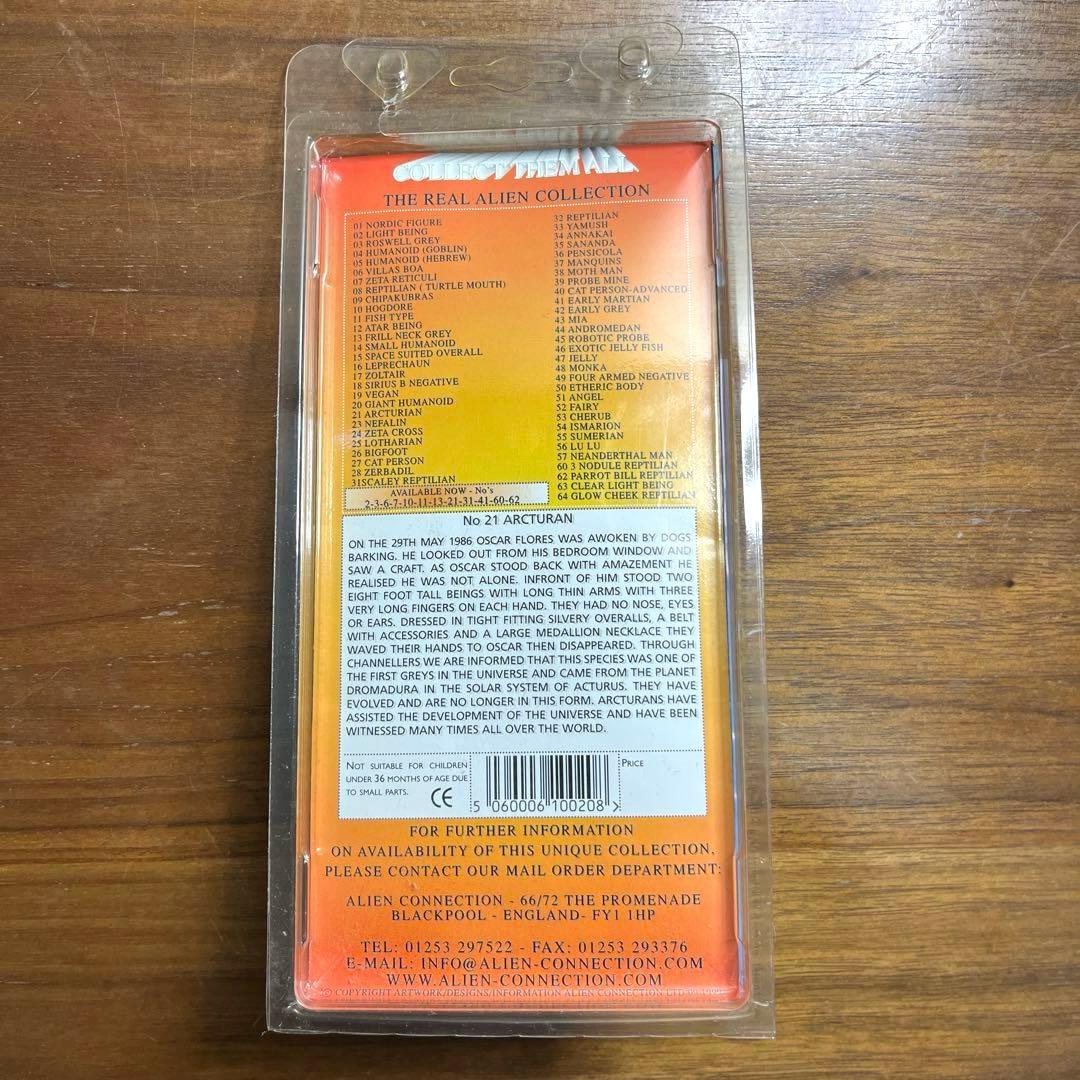 COLLECT THEM ALL
THE REAL ALIEN COLLECTION
01 NORDIC FIGURE
02 LIGHT BEING
03 ROSWELL GREY
04 HUMANOID (GOBLIN)
05 HUMANOID (HEBREW)
06 VILLAS BOA
07 ZETA RETICULI
08 REPTILIAN ( TURTLE MOUTH)
09 CHIPAKUBRAS
10 HOGDORE
11 FISH TYPE
12 ATAR BEING
13 FRILL NECK GREY
14 SMALL HUMANOID
15 SPACE SUITED OVERALL
16 LEPRECHAUN
17 ZOLTAIR
18 SIRIUS B NEGATIVE
19 VEGAN
20 GIANT HUMANOID
21 ARCTURIAN
23 NEFALIN
24 ZETA CROSS
25 LOTHARIAN
26 BIGFOOT
27 CAT PERSON
28 ZERBADIL
31SCALEY REPTILIAN
32 REPTILIAN
33 YAMUSH
34 ANNAKAI
35 SANANDA
36 PENSICOLA
37 MANQUINS
38 MOTH MAN
39 PROBE MINE
40 CAT PERSON-ADVANCED
41 EARLY MARTIAN
42 EARLY GREY
43 MIA
44 ANDROMEDAN
45 ROBOTIC PROBE
46 EXOTIC JELLY FISH
47 JELLY
48 MONKA
49 FOUR ARMED NEGATIVE
50 ETHERIC BODY
51 ANGEL
52 FAIRY
53 CHERUB
54 ISMARION
55 SUMERIAN
56 LU LU
57 NEANDERTHAL MAN
60 3 NODULE REPTILIAN
62 PARROT BILL REPTILIAN
63 CLEAR LIGHT BEING
64 GLOW CHEEK REPTILIAN
AVAILABLE NOW - No's
2-3-6-7-10-11-13-21-31-41-60-62
No 21 ARCTURAN
ON THE 29TH MAY 1986 OSCAR FLORES WAS AWOKEN BY DOGS
BARKING. HE LOOKED OUT FROM HIS BEDROOM WINDOW AND
SAW A CRAFT. AS OSCAR STOOD BACK WITH AMAZEMENT HE
REALISED HE WAS NOT ALONE. INFRONT OF HIM STOOD TWO
EIGHT FOOT TALL BEINGS WITH LONG THIN ARMS WITH THREE
VERY LONG FINGERS ON EACH HAND. THEY HAD NO NOSE, EYES
OR EARS. DRESSED IN TIGHT FITTING SILVERY OVERALLS, A BELT
WITH ACCESSORIES AND A LARGE MEDALLION NECKLACE THEY
WAVED THEIR HANDS TO OSCAR THEN DISAPPEARED. THROUGH
CHANNELLERS WE ARE INFORMED THAT THIS SPECIES WAS ONE OF
THE FIRST GREYS IN THE UNIVERSE AND CAME FROM THE PLANET
DROMADURA IN THE SOLAR SYSTEM OF ACTURUS. THEY HAVE
EVOLVED AND ARE NO LONGER IN THIS FORM. ARCTURANS HAVE
ASSISTED THE DEVELOPMENT OF THE UNIVERSE AND HAVE BEEN
WITNESSED MANY TIMES ALL OVER THE WORLD.
NOT SUITABLE FOR CHILDREN
UNDER 36 MONTHS OF AGE DUE
TO SMALL PARTS.
CE
5 060006 100208 >
PRICE
FOR FURTHER INFORMATION
ON AVAILABILITY OF THIS UNIQUE COLLECTION,
PLEASE CONTACT OUR MAIL ORDER DEPARTMENT:
ALIEN CONNECTION - 66/72 THE PROMENADE
BLACKPOOL - ENGLAND- FY1 1HP
TEL: 01253 297522 - FAX: 01253 293376
E-MAIL: INFO@ALIEN-CONNECTION.COM
WWW.ALIEN-CONNECTION.COM
© COPYRIGHT ARTWORK/DESIGNS/INFORMATION ALIEN CONNECTION LTD